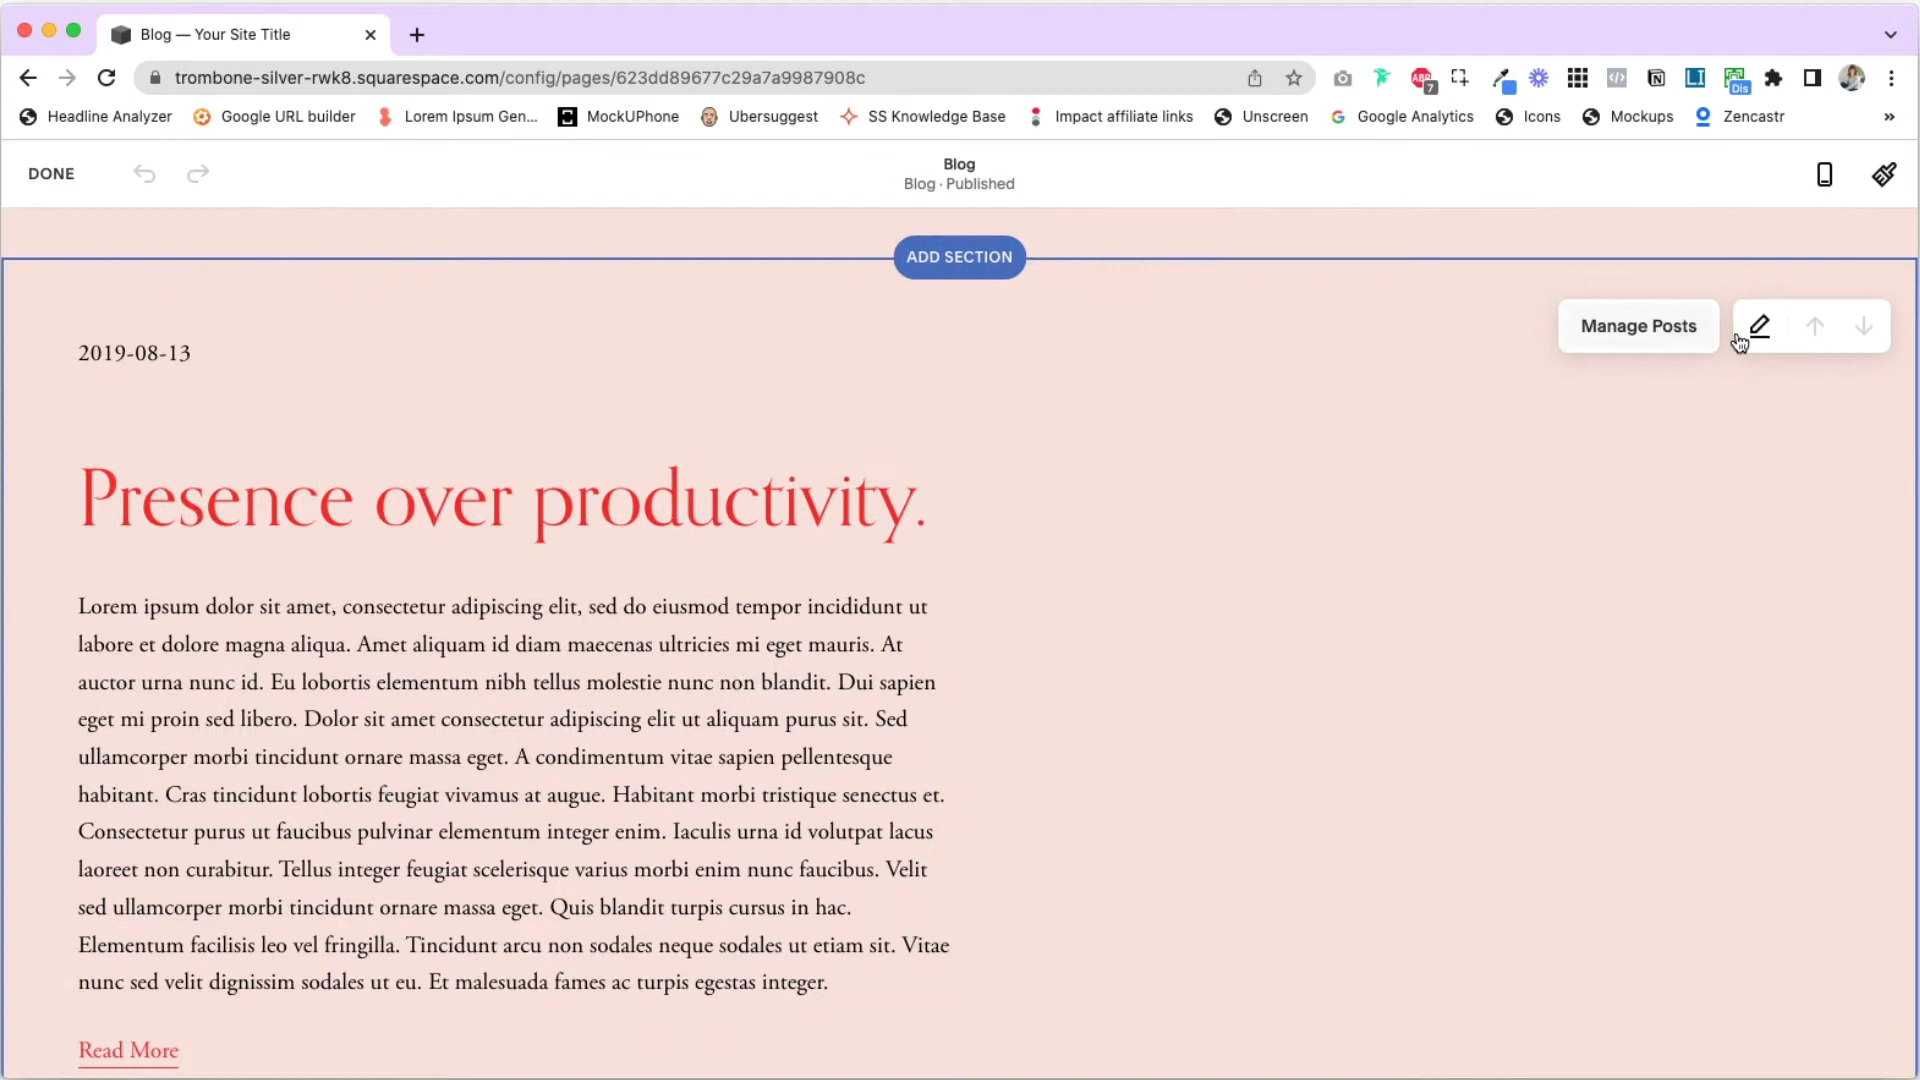 Blog — Your Site Title
trombone-silver-rwk8.squarespace.com/config/pages/623dd89677c29a7a9987908c
ABP 7
LI
Dis
Headline Analyzer Google URL builder Lorem Ipsum Gen... MockUPhone Ubersuggest SS Knowledge Base Impact affiliate links Unscreen Google Analytics Icons Mockups Zencastr »
DONE
Blog
Blog · Published
ADD SECTION
Manage Posts
2019-08-13
Presence over productivity.
Lorem ipsum dolor sit amet, consectetur adipiscing elit, sed do eiusmod tempor incididunt ut
labore et dolore magna aliqua. Amet aliquam id diam maecenas ultricies mi eget mauris. At
auctor urna nunc id. Eu lobortis elementum nibh tellus molestie nunc non blandit. Dui sapien
eget mi proin sed libero. Dolor sit amet consectetur adipiscing elit ut aliquam purus sit. Sed
ullamcorper morbi tincidunt ornare massa eget. A condimentum vitae sapien pellentesque
habitant. Cras tincidunt lobortis feugiat vivamus at augue. Habitant morbi tristique senectus et.
Consectetur purus ut faucibus pulvinar elementum integer enim. Iaculis urna id volutpat lacus
laoreet non curabitur. Tellus integer feugiat scelerisque varius morbi enim nunc faucibus. Velit
sed ullamcorper morbi tincidunt ornare massa eget. Quis blandit turpis cursus in hac.
Elementum facilisis leo vel fringilla. Tincidunt arcu non sodales neque sodales ut etiam sit. Vitae
nunc sed velit dignissim sodales ut eu. Et malesuada fames ac turpis egestas integer.
Read More